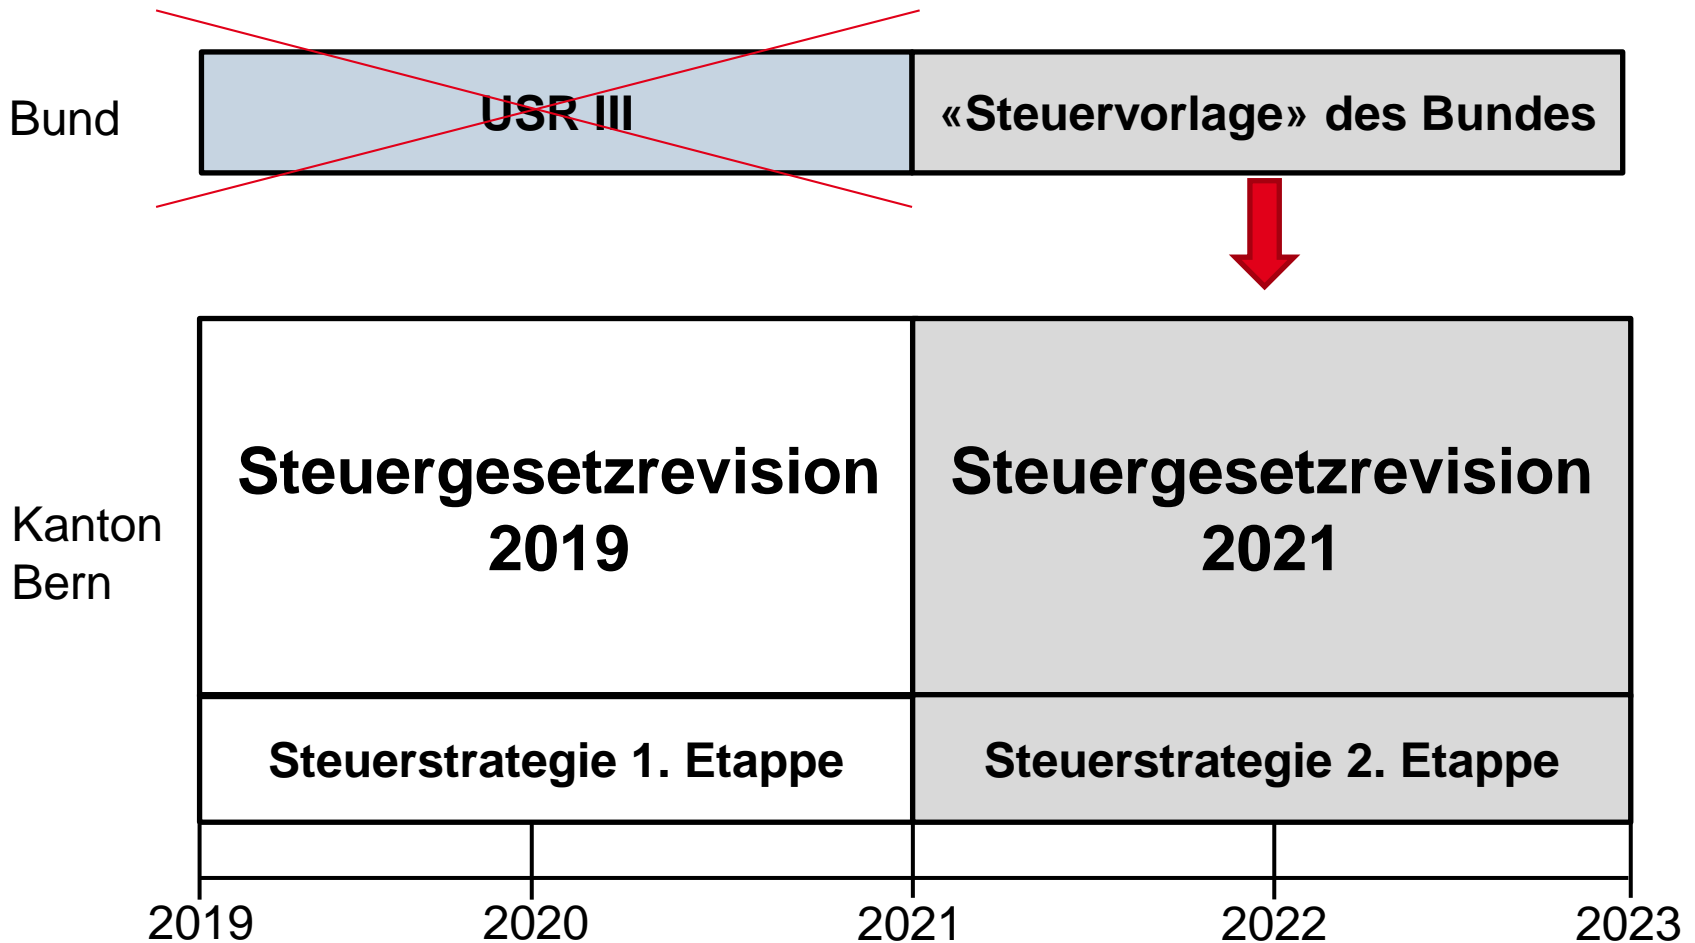 Bund
USR III
«Steuervorlage» des Bundes
Kanton
Bern
Steuergesetzrevision
2019
Steuergesetzrevision
2021
Steuerstrategie 1. Etappe
Steuerstrategie 2. Etappe
2019
2020
2021
2022
2023